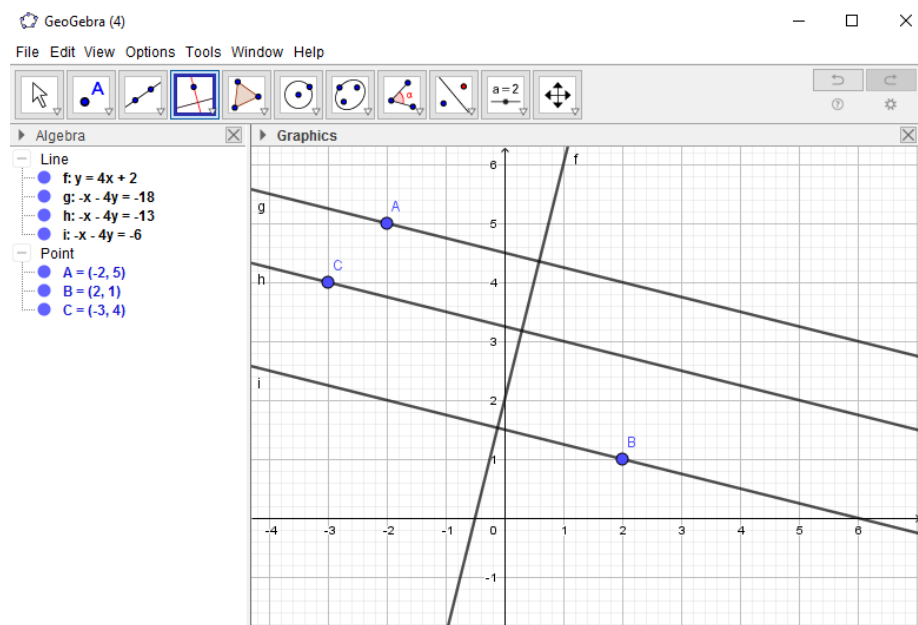 GeoGebra (4)
File Edit View Options Tools Window Help
A
α
a = 2
Algebra
Graphics
Line
f: y = 4x + 2
g: -x - 4y = -18
h: -x - 4y = -13
i: -x - 4y = -6
Point
A = (-2, 5)
B = (2, 1)
C = (-3, 4)
6
f
g
A
5
C
h
4
3
i
2
B
1
-4 -3 -2 -1 0 1 2 3 4 5 6
-1